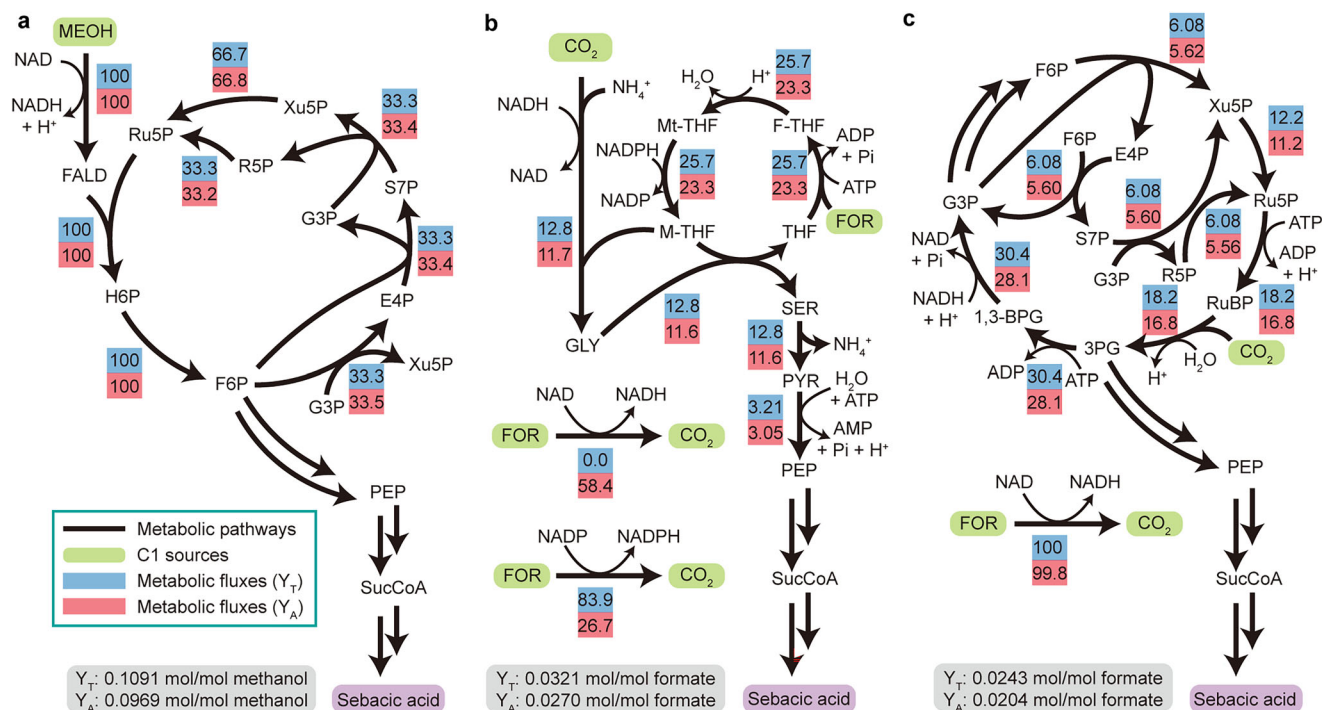 a
MEOH
NAD
NADH
+ H⁺
100
100
FALD
100
100
H6P
100
100
F6P
66.7
66.8
Xu5P
Ru5P
R5P
33.3
33.2
33.3
33.4
S7P
G3P
33.3
33.4
E4P
Xu5P
G3P
33.3
33.5
PEP
SucCoA
Sebacic acid
Metabolic pathways
C1 sources
Metabolic fluxes (Y_T)
Metabolic fluxes (Y_A)
Y_T: 0.1091 mol/mol methanol
Y_A: 0.0969 mol/mol methanol
b
CO₂
NH₄⁺
NADH
NAD
12.8
11.7
GLY
25.7
23.3
H₂O
H⁺
Mt-THF
F-THF
NADPH
NADP
25.7
23.3
25.7
23.3
ADP
+ Pi
ATP
FOR
M-THF
THF
12.8
11.6
SER
12.8
11.6
NH₄⁺
PYR
3.21
3.05
H₂O
+ ATP
AMP
+ Pi + H⁺
PEP
SucCoA
Sebacic acid
NAD
NADH
FOR
CO₂
0.0
58.4
NADP
NADPH
FOR
CO₂
83.9
26.7
Y_T: 0.0321 mol/mol formate
Y_A: 0.0270 mol/mol formate
c
6.08
5.62
F6P
Xu5P
12.2
11.2
F6P
E4P
6.08
5.60
G3P
6.08
5.60
Ru5P
S7P
6.08
5.56
G3P
R5P
ATP
ADP
+ H⁺
NAD
+ Pi
NADH
+ H⁺
30.4
28.1
1,3-BPG
18.2
16.8
RuBP
18.2
16.8
3PG
H⁺
H₂O
CO₂
ADP
ATP
30.4
28.1
PEP
NAD
NADH
FOR
CO₂
100
99.8
SucCoA
Sebacic acid
Y_T: 0.0243 mol/mol formate
Y_A: 0.0204 mol/mol formate